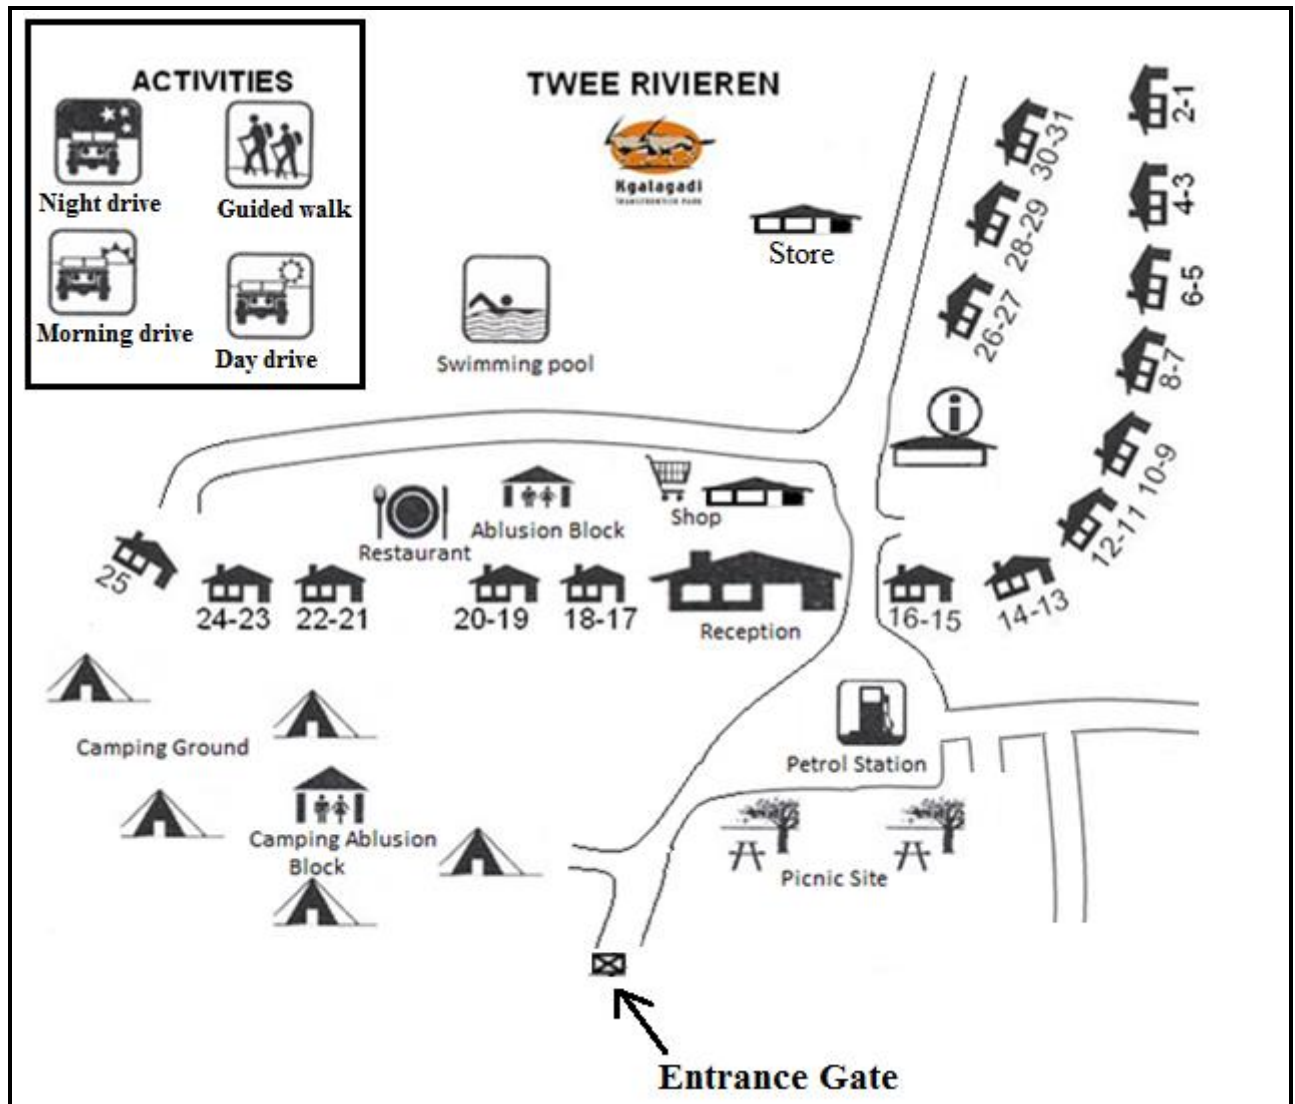 ACTIVITIES
Night drive
Guided walk
Morning drive
Day drive
TWEE RIVIEREN
Kgalagadi
TRANSFRONTIER PARK
Store
Swimming pool
30-31
28-29
26-27
2-1
4-3
6-5
8-7
10-9
12-11
14-13
16-15
i
Restaurant
Ablusion Block
Shop
25
24-23
22-21
20-19
18-17
Reception
Camping Ground
Camping Ablusion
Block
Petrol Station
Picnic Site
Entrance Gate